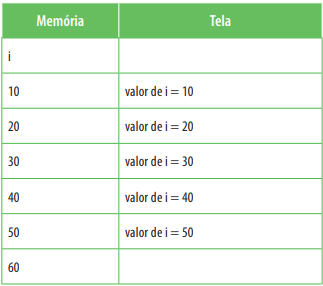 Memória Tela
i
10 valor de i = 10
20 valor de i = 20
30 valor de i = 30
40 valor de i = 40
50 valor de i = 50
60